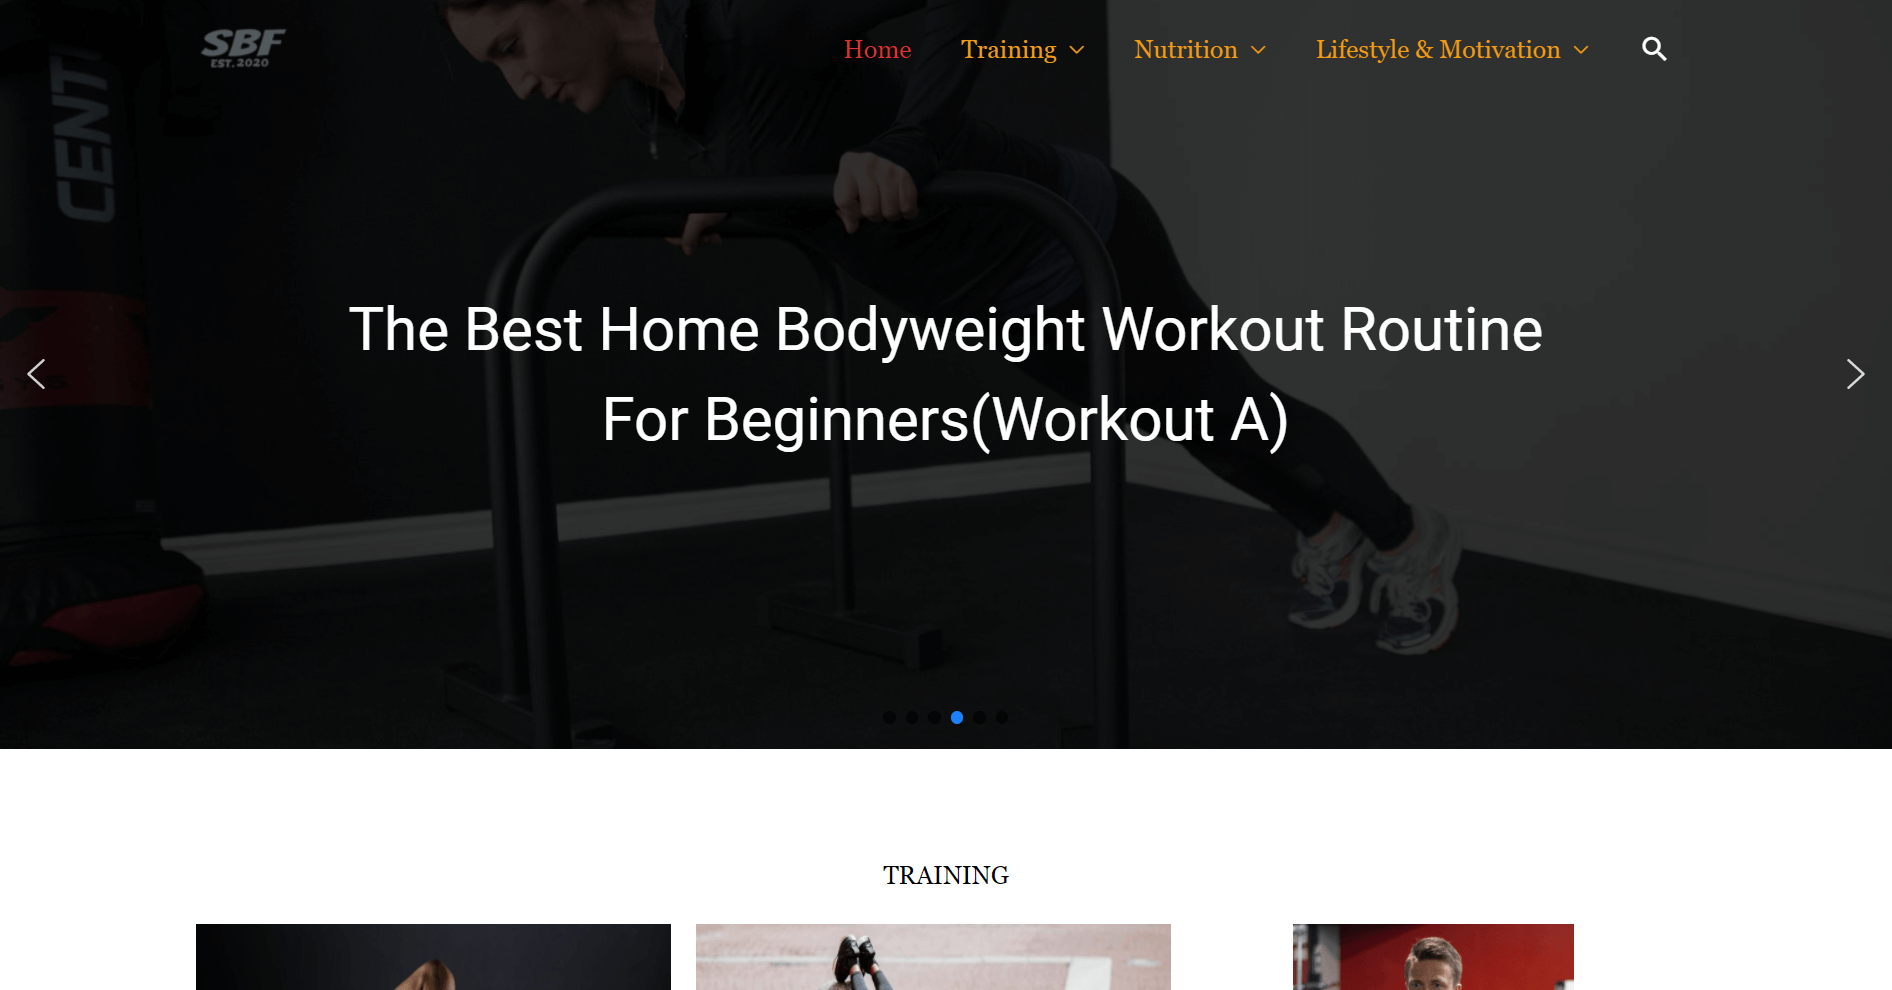 SBF
EST. 2020
Home
Training
Nutrition
Lifestyle & Motivation
CENT
The Best Home Bodyweight Workout Routine
For Beginners(Workout A)
TRAINING